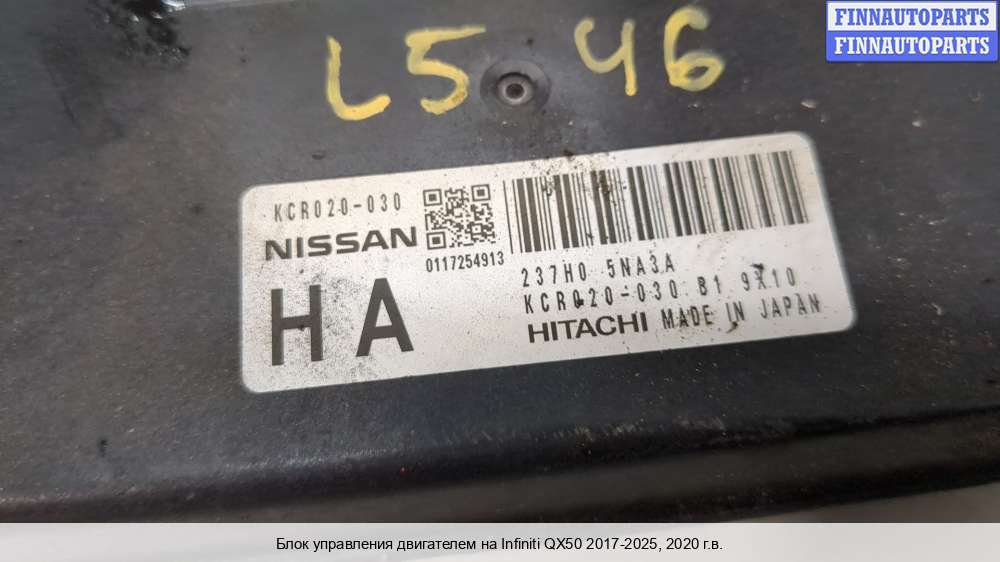 FINNAUTOPARTS
FINNAUTOPARTS
L5 46
KCR020-030
NISSAN
0117254913
237H0 5NA3A
KCR020-030 B1 9X10
HA
HITACHI MADE IN JAPAN
Блок управления двигателем на Infiniti QX50 2017-2025, 2020 г.в.